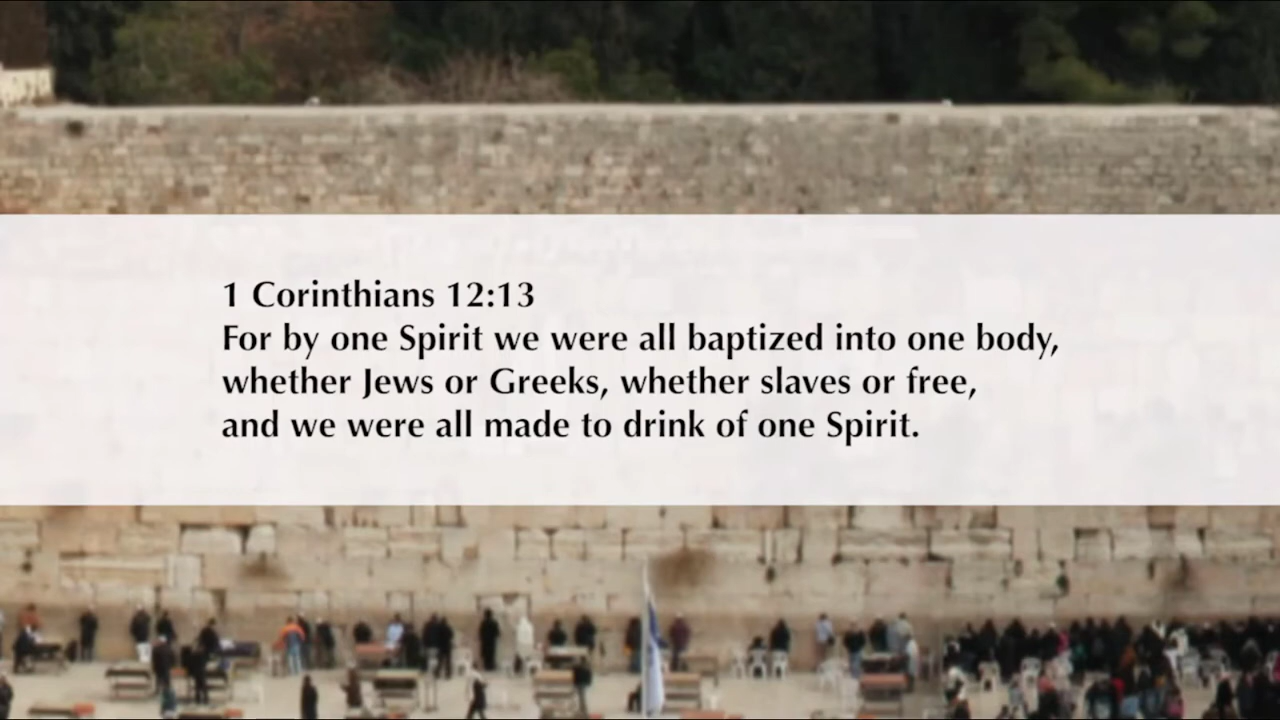 1 Corinthians 12:13
For by one Spirit we were all baptized into one body,
whether Jews or Greeks, whether slaves or free,
and we were all made to drink of one Spirit.